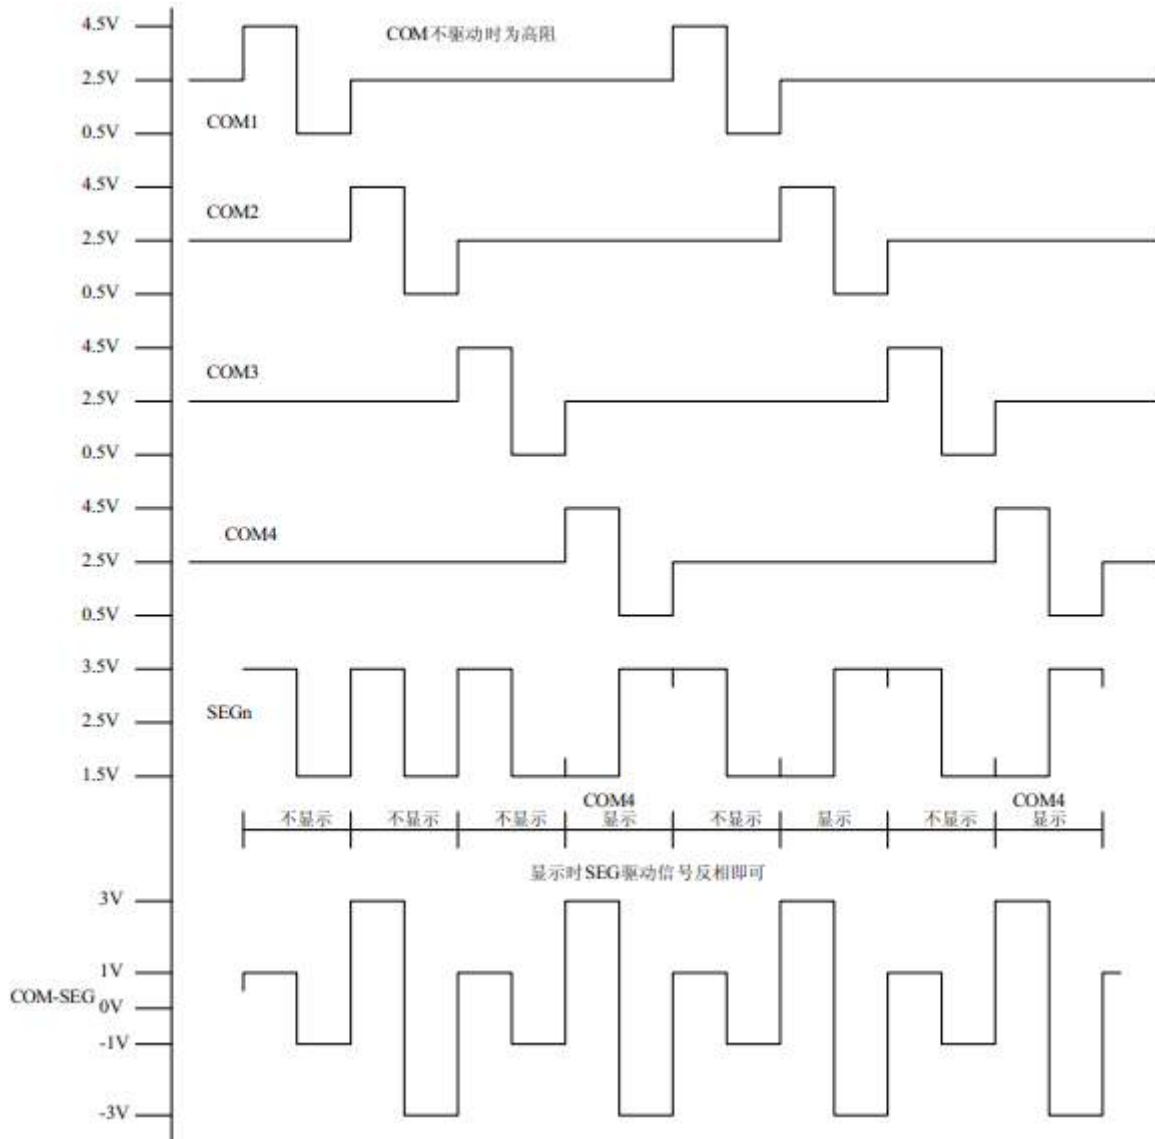 4.5V
COM不驱动时为高阻
2.5V
COM1
0.5V
4.5V
COM2
2.5V
0.5V
4.5V
COM3
2.5V
0.5V
4.5V
COM4
2.5V
0.5V
3.5V
SEGn
2.5V
1.5V
COM4 COM4
不显示 不显示 不显示 显示 不显示 显示 不显示 显示
显示时SEG驱动信号反相即可
3V
1V
COM-SEG 0V
-1V
-3V